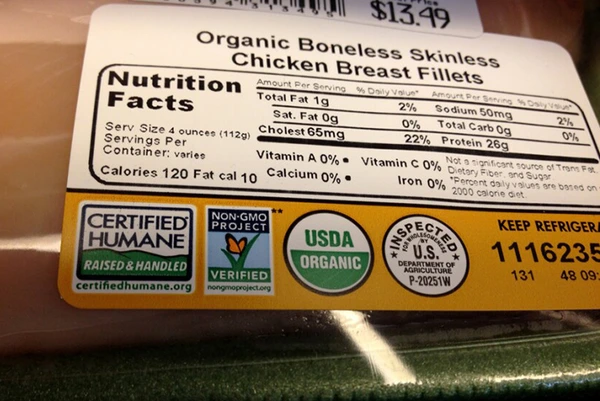 $13.49
Organic Boneless Skinless
Chicken Breast Fillets
Nutrition
Facts
Serv Size 4 ounces (112g)
Servings Per
Container: varies
Calories 120 Fat cal 10
Amount Per Serving % Daily Value* Amount Per Serving % Daily Value*
Total Fat 1g 2% Sodium 50mg 2%
Sat. Fat 0g 0% Total Carb 0g 0%
Cholest 65mg 22% Protein 26g
Vitamin A 0% • Vitamin C 0%
Calcium 0% • Iron 0%
Not a significant source of Trans Fat,
Dietary Fiber, and Sugar.
*Percent daily values are based on
2000 calorie diet.
CERTIFIED
HUMANE
RAISED & HANDLED
certifiedhumane.org
NON-GMO
PROJECT
VERIFIED
nongmoproject.org
**
USDA
ORGANIC
INSPECTED
FOR WHOLESOMENESS
BY
U.S.
DEPARTMENT OF
AGRICULTURE
P-20251W
KEEP REFRIGERA
1116235
131 48 09: